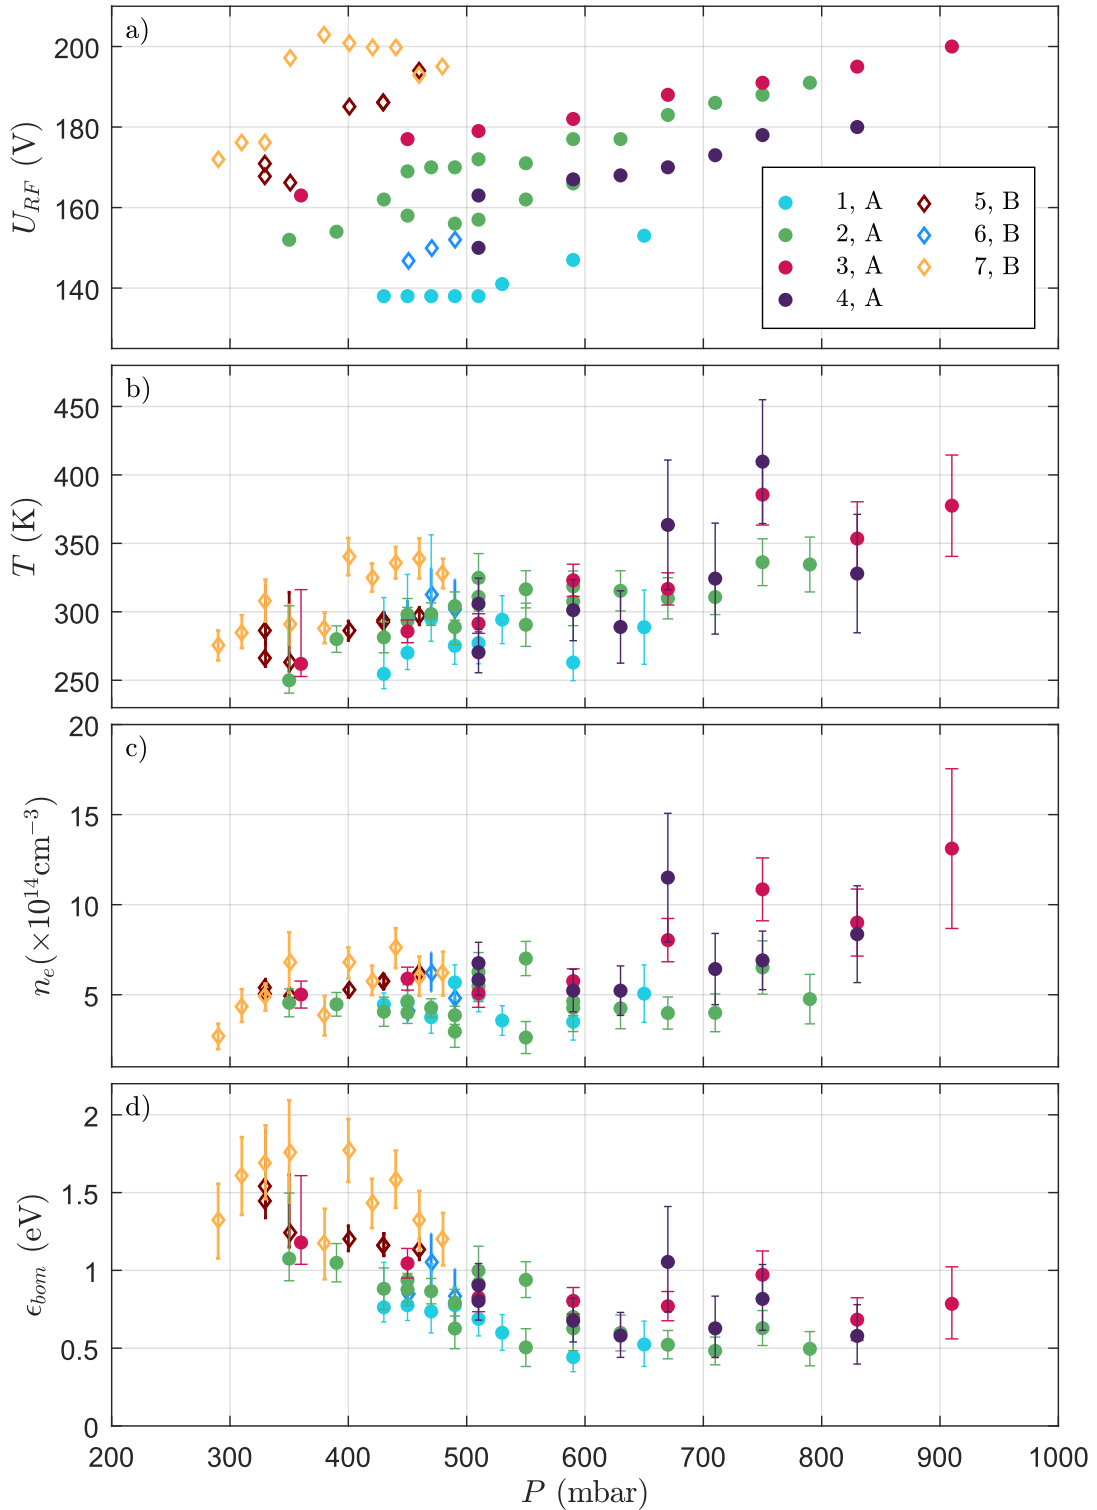 a)
200
180
160
140
U_RF (V)
1, A 5, B
2, A 6, B
3, A 7, B
4, A
b)
450
400
350
300
250
T (K)
c)
20
15
10
5
n_e(×10^14cm^−3)
d)
2
1.5
1
0.5
0
ϵ_bom (eV)
200 300 400 500 600 700 800 900 1000
P (mbar)